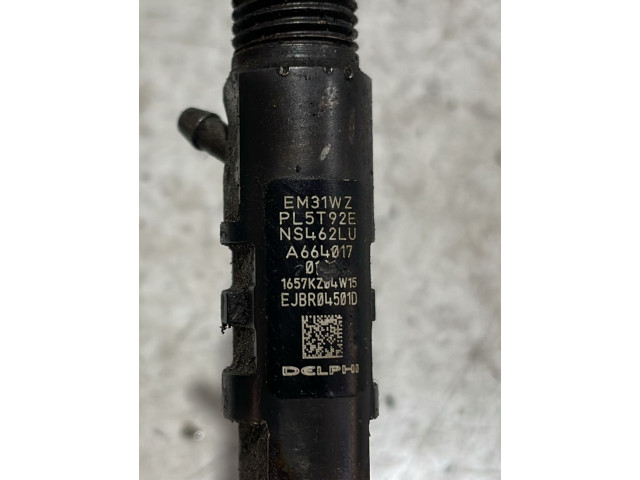 EM31WZ
PL5T92E
NS462LU
A664017
1657KZ04W15
EJBR04501D
DELPHI